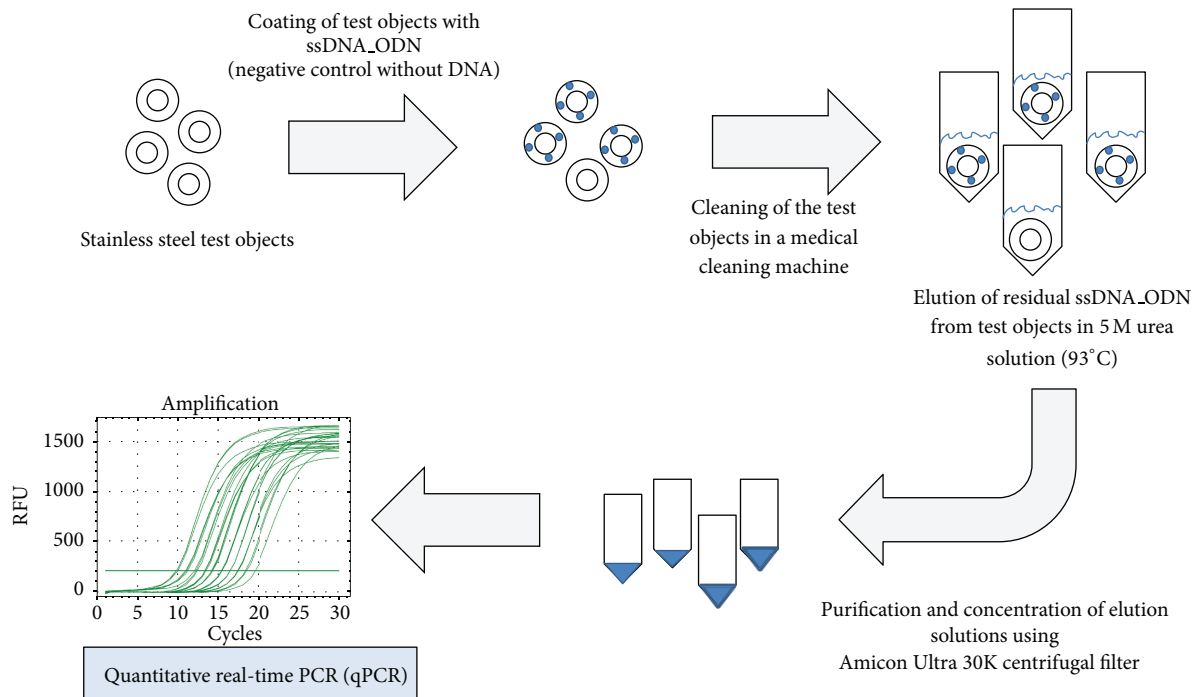 Coating of test objects with
ssDNA_ODN
(negative control without DNA)
Stainless steel test objects
Cleaning of the test
objects in a medical
cleaning machine
Elution of residual ssDNA_ODN
from test objects in 5 M urea
solution (93°C)
Purification and concentration of elution
solutions using
Amicon Ultra 30K centrifugal filter
Amplification
RFU
1500
1000
500
0
0 5 10 15 20 25 30
Cycles
Quantitative real-time PCR (qPCR)